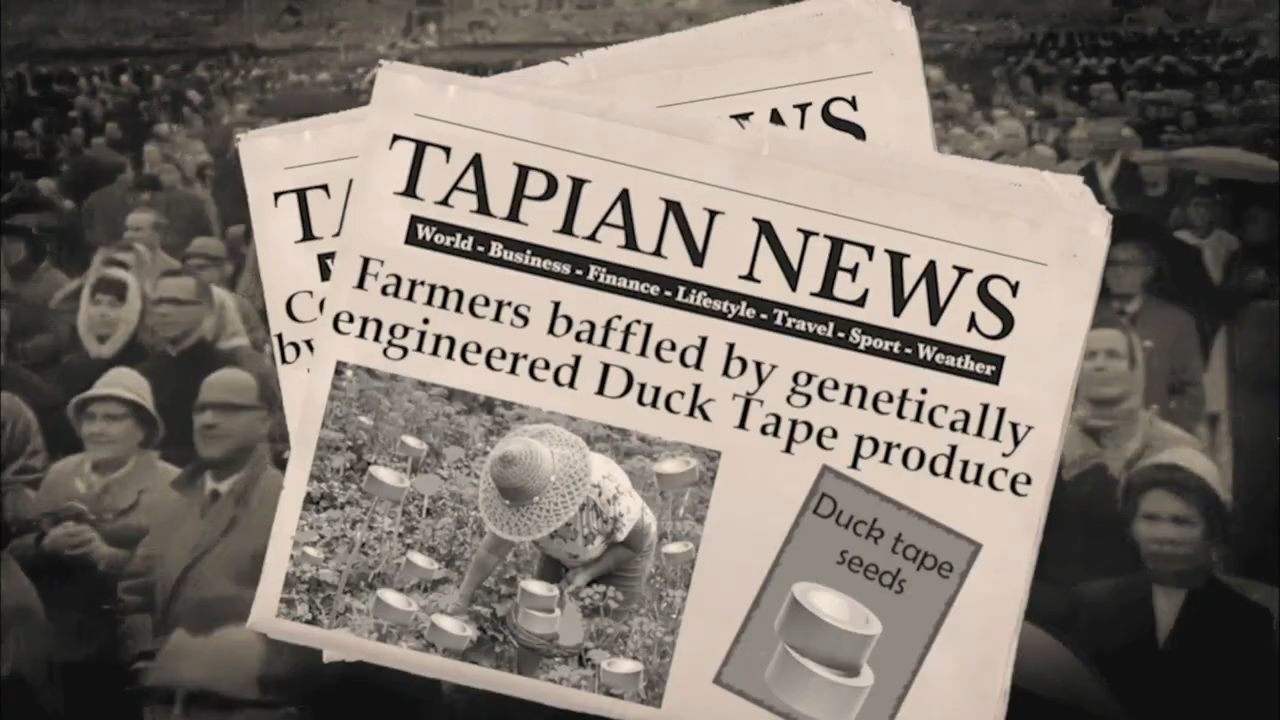 TAPIAN NEWS
World - Business - Finance - Lifestyle - Travel - Sport - Weather
Farmers baffled by genetically
engineered Duck Tape produce
Duck tape
seeds
by